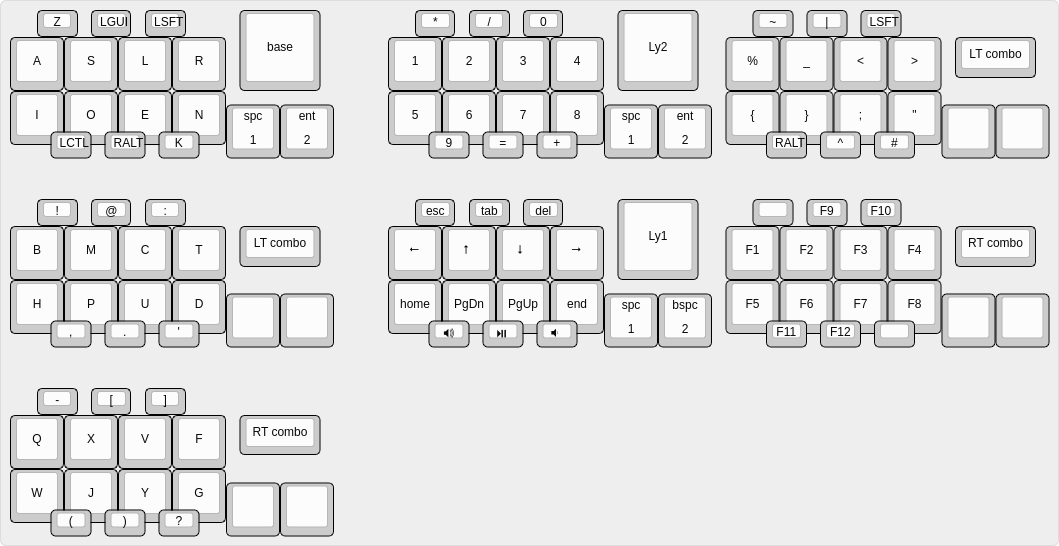 Z LGUI LSFT
base
A S L R
I O E N
LCTL RALT K
spc ent
1 2
* / 0
Ly2
1 2 3 4
5 6 7 8
9 = +
spc ent
1 2
~ | LSFT
LT combo
% _ < >
{ } ; "
RALT ^ #
! @ :
LT combo
B M C T
H P U D
, . '
esc tab del
Ly1
← ↑ ↓ →
home PgDn PgUp end
spc bspc
1 2
F9 F10
RT combo
F1 F2 F3 F4
F5 F6 F7 F8
F11 F12
- [ ]
RT combo
Q X V F
W J Y G
( ) ?